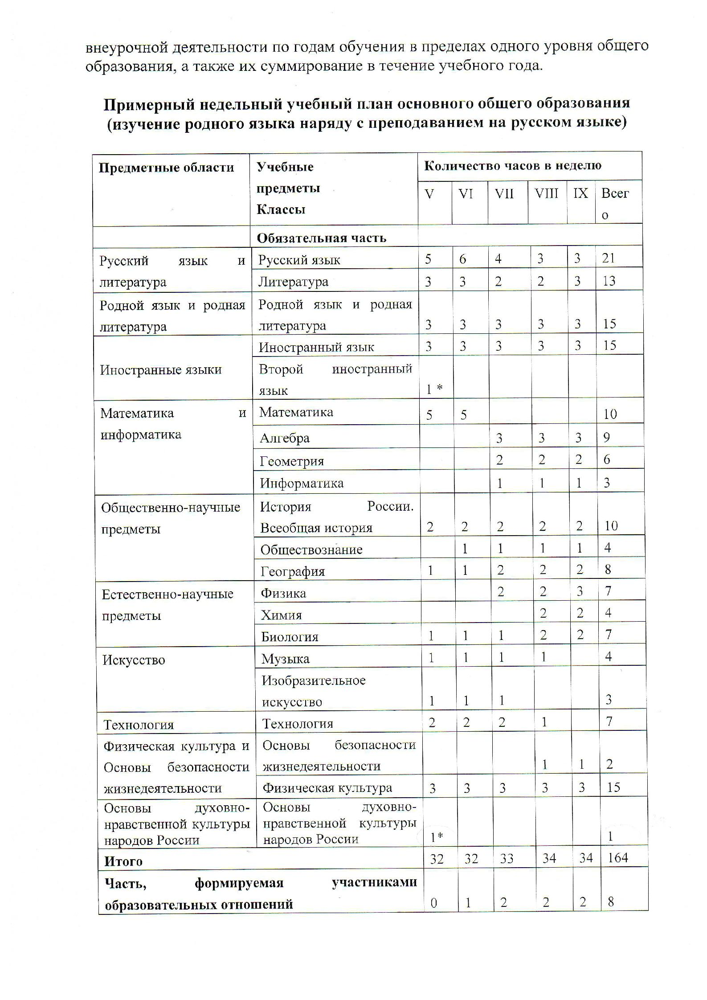 внеурочной деятельности по годам обучения в пределах одного уровня общего
образования, а также их суммирование в течение учебного года.
Примерный недельный учебный план основного общего образования
(изучение родного языка наряду с преподаванием на русском языке)
Предметные области Учебные предметы Классы Количество часов в неделю
V VI VII VIII IX Всего
Обязательная часть
Русский язык и литература Русский язык 5 6 4 3 3 21
Литература 3 3 2 2 3 13
Родной язык и родная литература Родной язык и родная литература 3 3 3 3 3 15
Иностранные языки Иностранный язык 3 3 3 3 3 15
Второй иностранный язык 1 *
Математика и информатика Математика 5 5 10
Алгебра 3 3 3 9
Геометрия 2 2 2 6
Информатика 1 1 1 3
Общественно-научные предметы История России. Всеобщая история 2 2 2 2 2 10
Обществознание 1 1 1 1 4
География 1 1 2 2 2 8
Естественно-научные предметы Физика 2 2 3 7
Химия 2 2 4
Биология 1 1 1 2 2 7
Искусство Музыка 1 1 1 1 4
Изобразительное искусство 1 1 1 3
Технология Технология 2 2 2 1 7
Физическая культура и Основы безопасности жизнедеятельности Основы безопасности жизнедеятельности 1 1 2
Физическая культура 3 3 3 3 3 15
Основы духовно-нравственной культуры народов России Основы духовно-нравственной культуры народов России 1* 1
Итого 32 32 33 34 34 164
Часть, формируемая участниками образовательных отношений 0 1 2 2 2 8